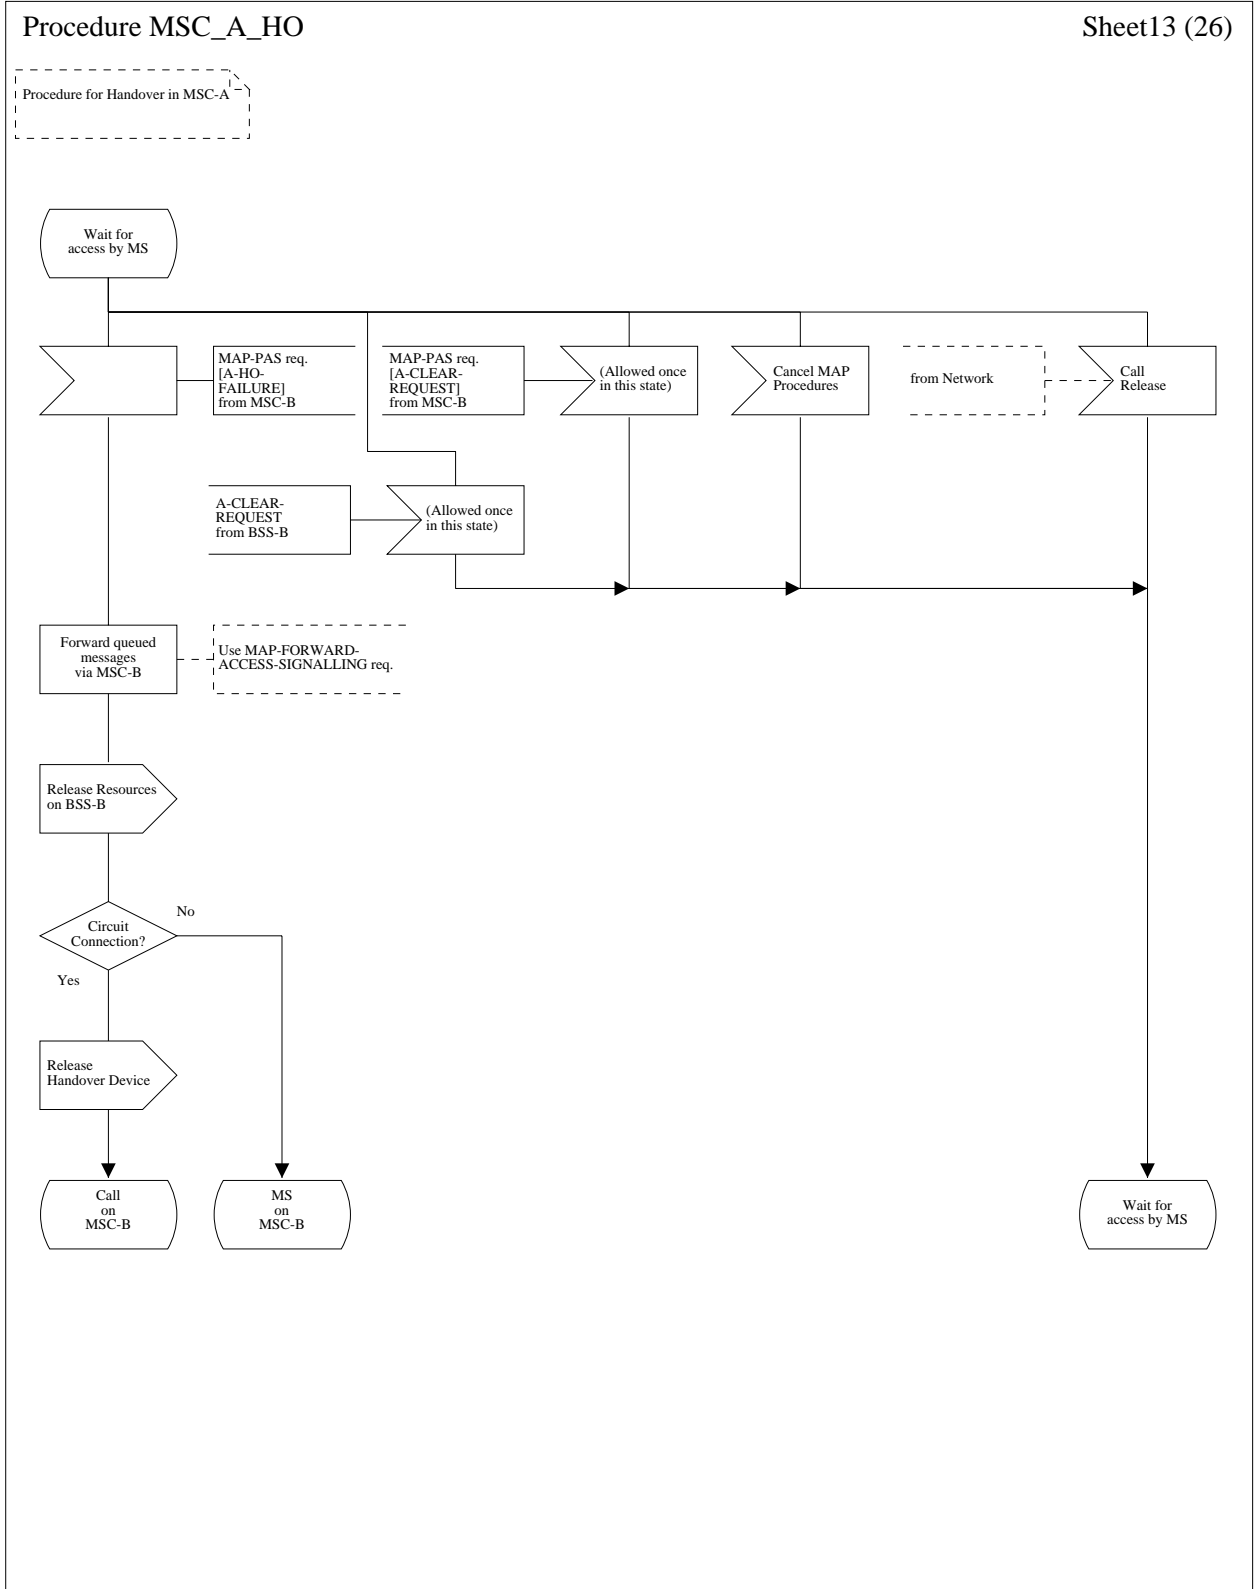 Procedure MSC_A_HO
Sheet13 (26)
Procedure for Handover in MSC-A
Wait for
access by MS
MAP-PAS req.
[A-HO-
FAILURE]
from MSC-B
MAP-PAS req.
[A-CLEAR-
REQUEST]
from MSC-B
(Allowed once
in this state)
Cancel MAP
Procedures
from Network
Call
Release
A-CLEAR-
REQUEST
from BSS-B
(Allowed once
in this state)
Forward queued
messages
via MSC-B
Use MAP-FORWARD-
ACCESS-SIGNALLING req.
Release Resources
on BSS-B
Circuit
Connection?
No
Yes
Release
Handover Device
Call
on
MSC-B
MS
on
MSC-B
Wait for
access by MS